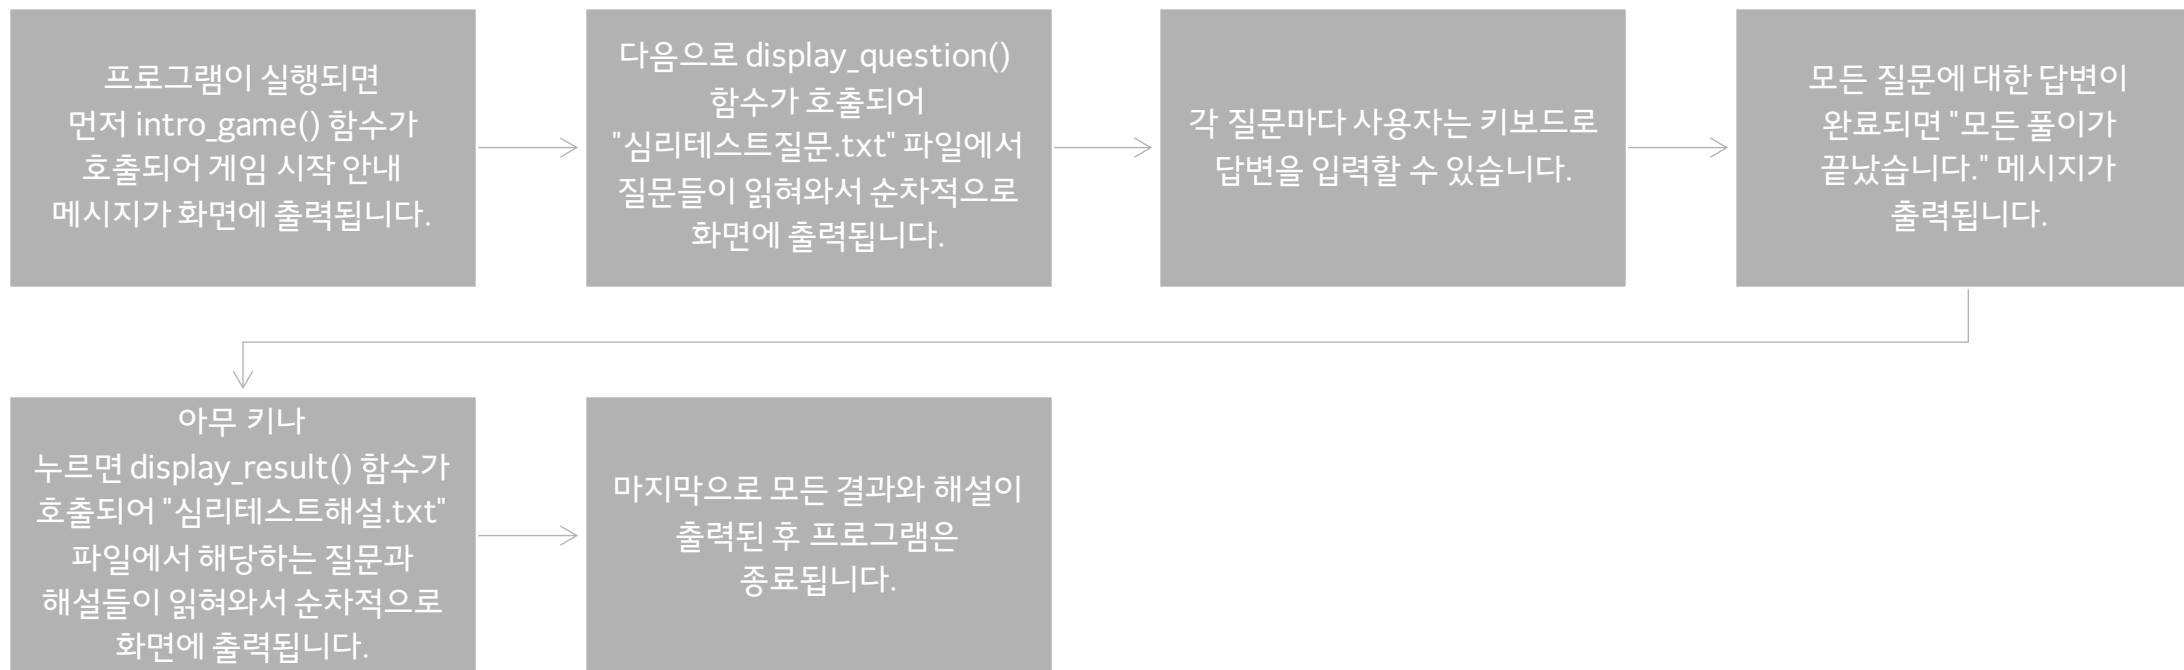 프로그램이 실행되면
먼저 intro_game() 함수가
호출되어 게임 시작 안내
메시지가 화면에 출력됩니다.
다음으로 display_question()
함수가 호출되어
"심리테스트질문.txt" 파일에서
질문들이 읽혀와서 순차적으로
화면에 출력됩니다.
각 질문마다 사용자는 키보드로
답변을 입력할 수 있습니다.
모든 질문에 대한 답변이
완료되면 "모든 풀이가
끝났습니다." 메시지가
출력됩니다.
아무 키나
누르면 display_result() 함수가
호출되어 "심리테스트해설.txt"
파일에서 해당하는 질문과
해설들이 읽혀와서 순차적으로
화면에 출력됩니다.
마지막으로 모든 결과와 해설이
출력된 후 프로그램은
종료됩니다.